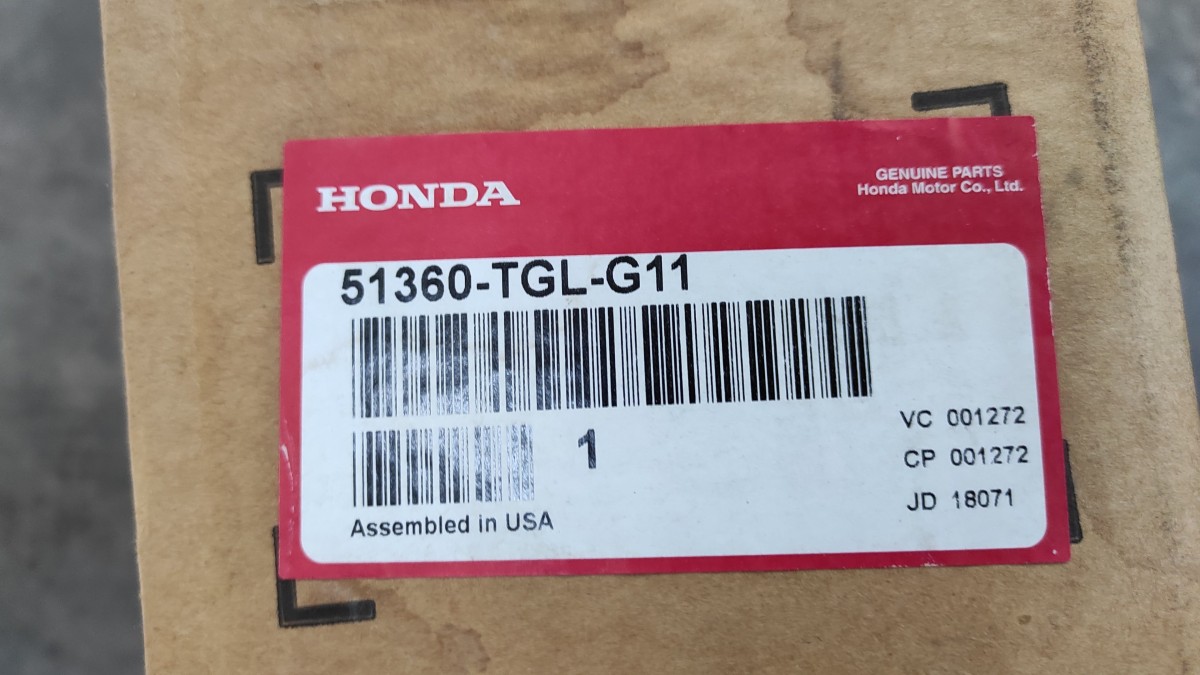 HONDA
GENUINE PARTS
Honda Motor Co., Ltd.
51360-TGL-G11
1
VC 001272
CP 001272
JD 18071
Assembled in USA